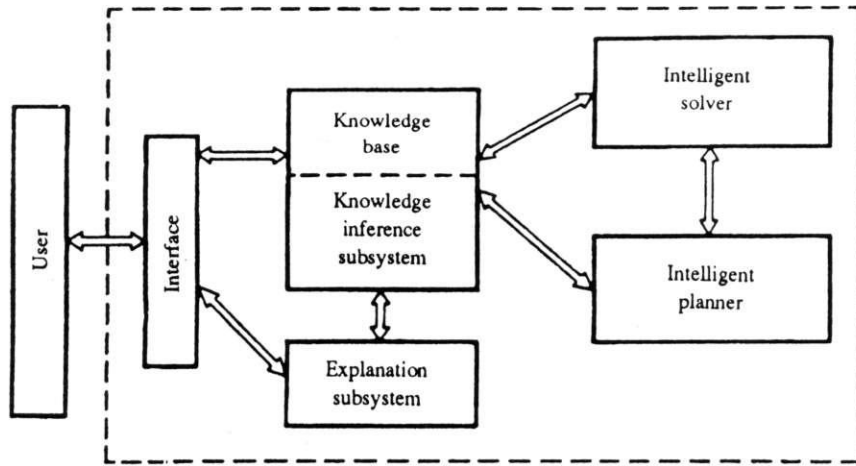 User
Interface
Knowledge
base
Knowledge
inference
subsystem
Explanation
subsystem
Intelligent
solver
Intelligent
planner